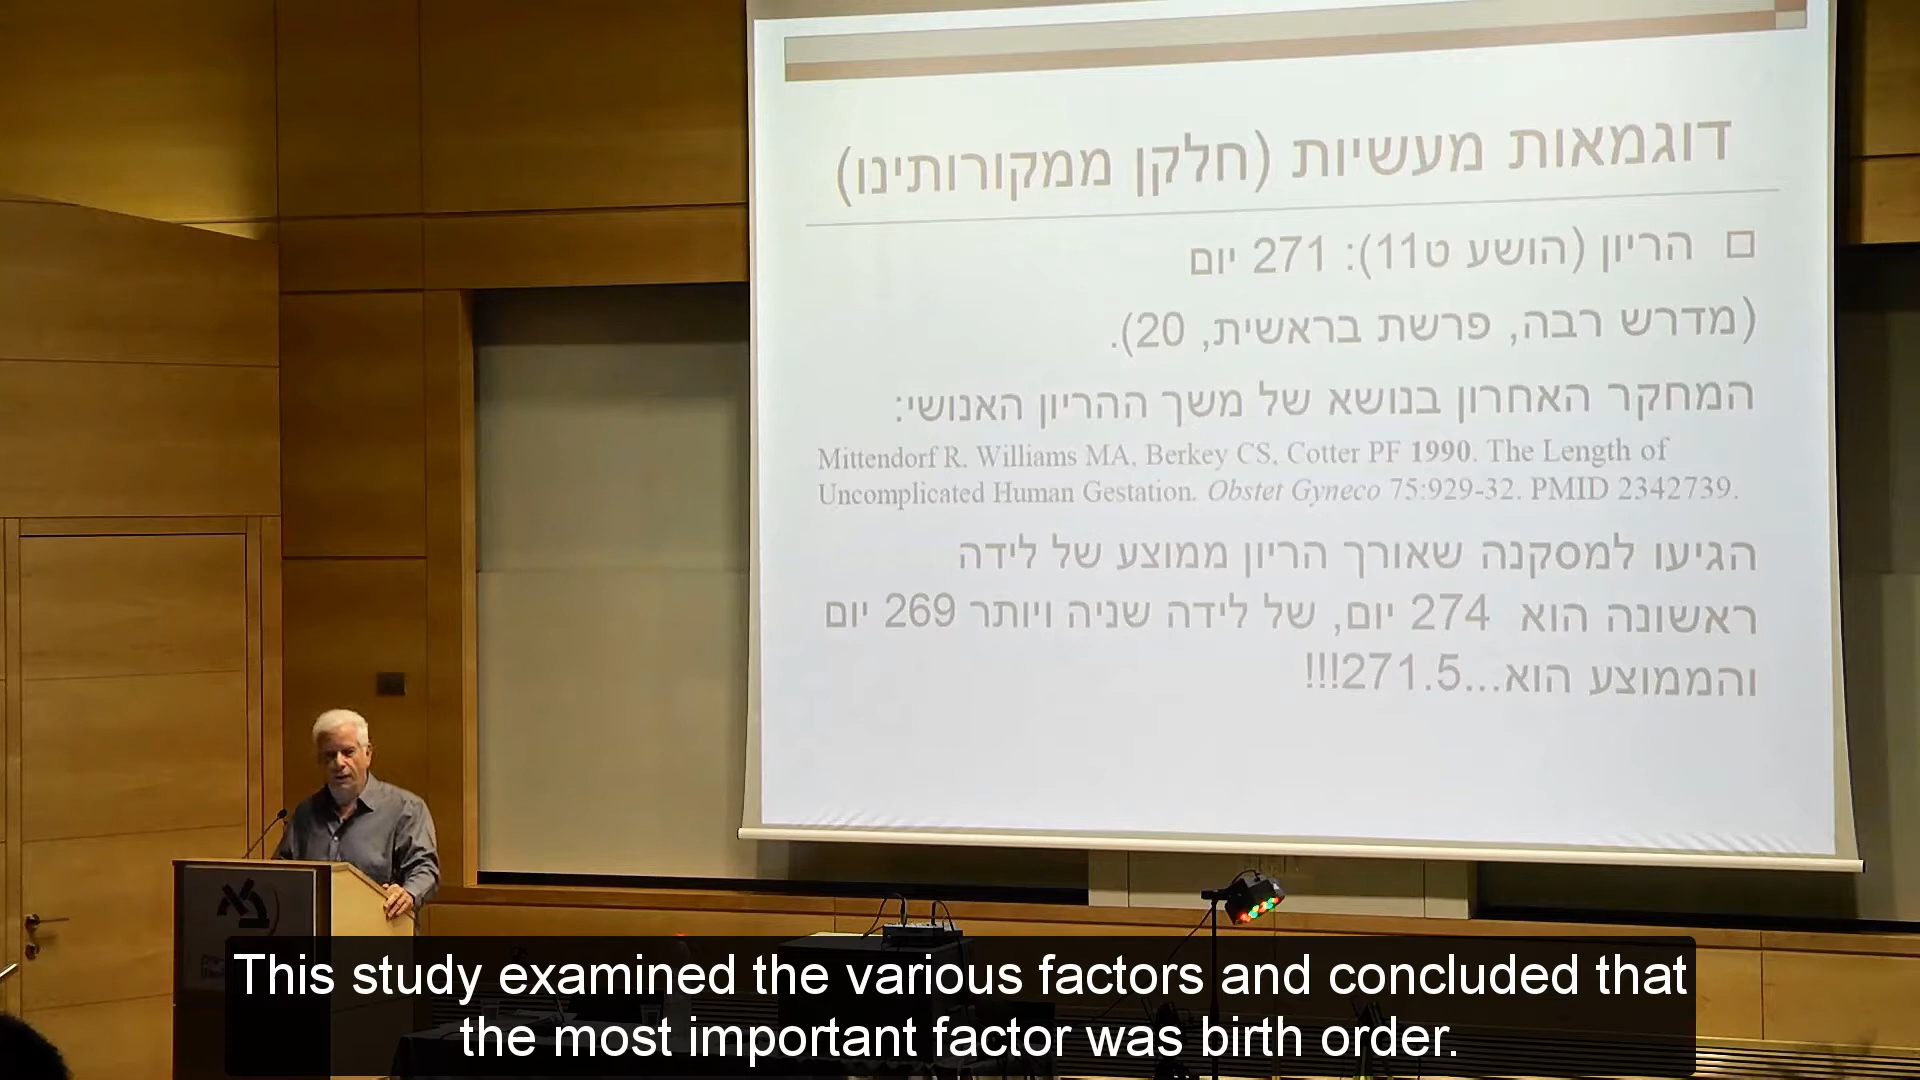 דוגמאות מעשיות (חלקן ממקורותינו)
הריון (הושע ט11): 271 יום
(מדרש רבה, פרשת בראשית, 20).
המחקר האחרון בנושא של משך ההריון האנושי:
Mittendorf R. Williams MA, Berkey CS, Cotter PF 1990. The Length of
Uncomplicated Human Gestation. Obstet Gyneco 75:929-32. PMID 2342739.
הגיעו למסקנה שאורך הריון ממוצע של לידה
ראשונה הוא 274 יום, של לידה שניה ויותר 269 יום
והממוצע הוא...271.5!!!
This study examined the various factors and concluded that
the most important factor was birth order.